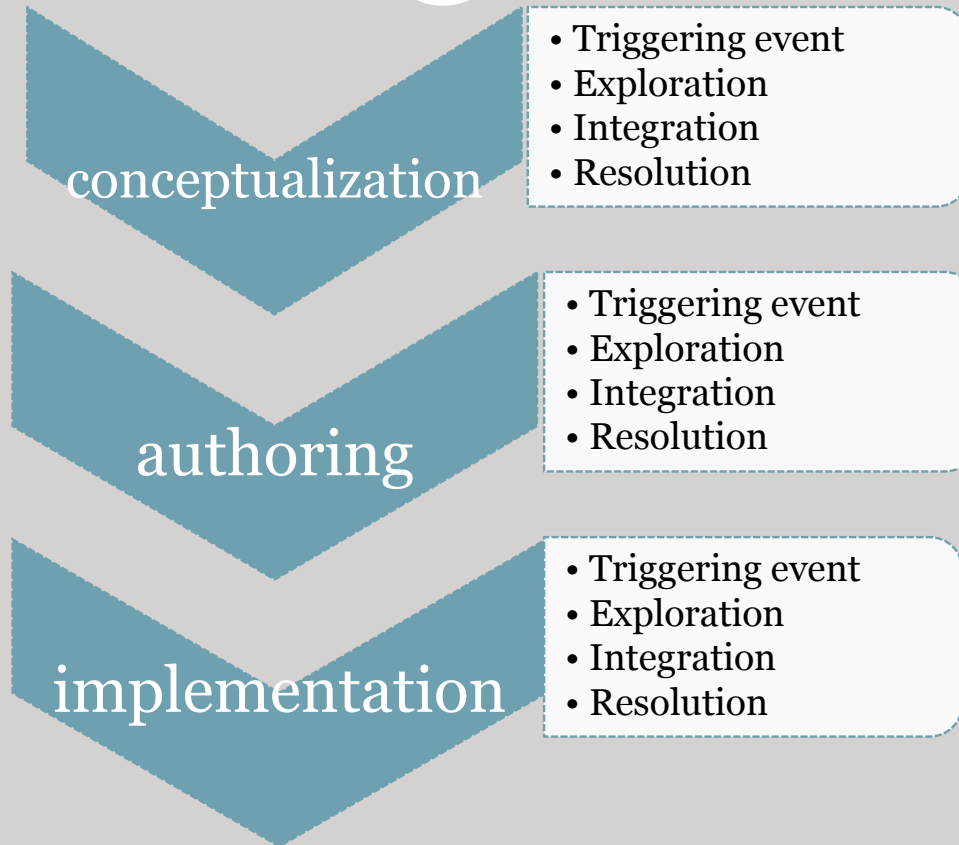 conceptualization
• Triggering event
• Exploration
• Integration
• Resolution
authoring
• Triggering event
• Exploration
• Integration
• Resolution
implementation
• Triggering event
• Exploration
• Integration
• Resolution